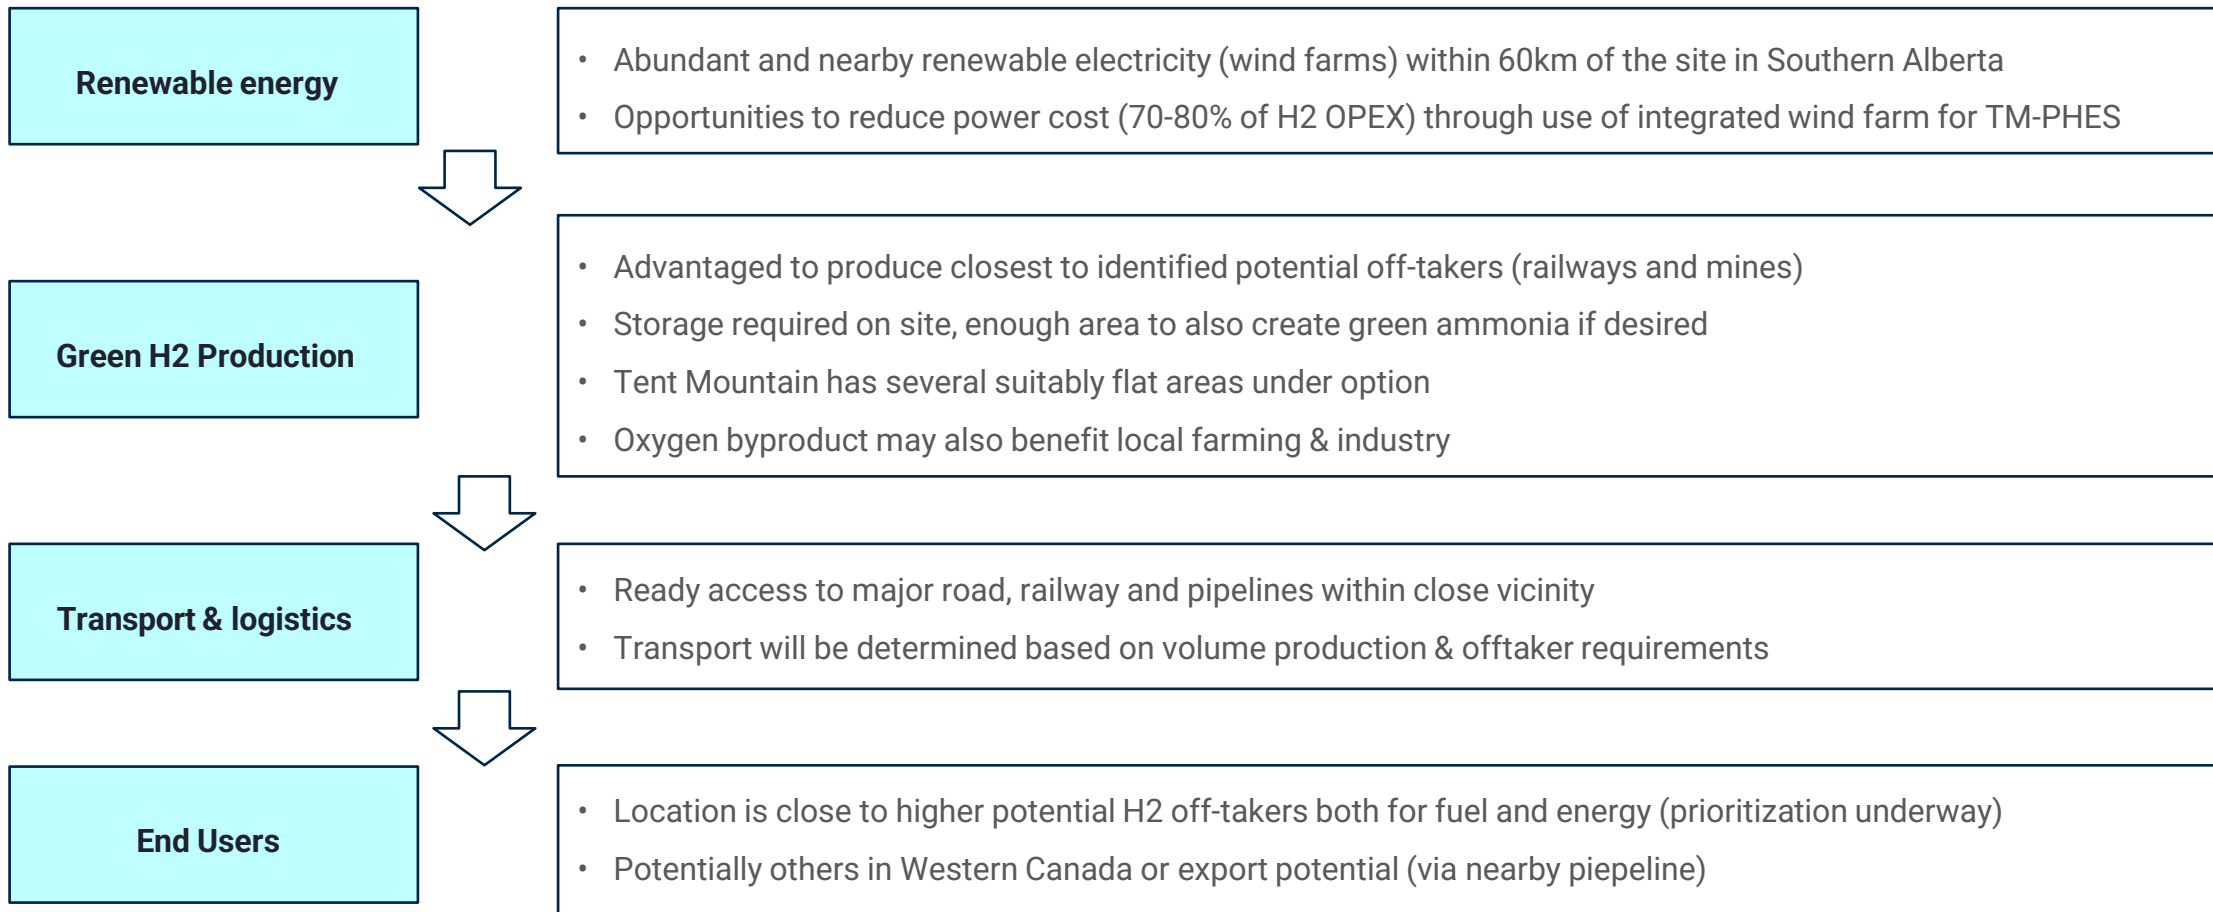 Renewable energy
• Abundant and nearby renewable electricity (wind farms) within 60km of the site in Southern Alberta
• Opportunities to reduce power cost (70-80% of H2 OPEX) through use of integrated wind farm for TM-PHES
Green H2 Production
• Advantaged to produce closest to identified potential off-takers (railways and mines)
• Storage required on site, enough area to also create green ammonia if desired
• Tent Mountain has several suitably flat areas under option
• Oxygen byproduct may also benefit local farming & industry
Transport & logistics
• Ready access to major road, railway and pipelines within close vicinity
• Transport will be determined based on volume production & offtaker requirements
End Users
• Location is close to higher potential H2 off-takers both for fuel and energy (prioritization underway)
• Potentially others in Western Canada or export potential (via nearby piepeline)